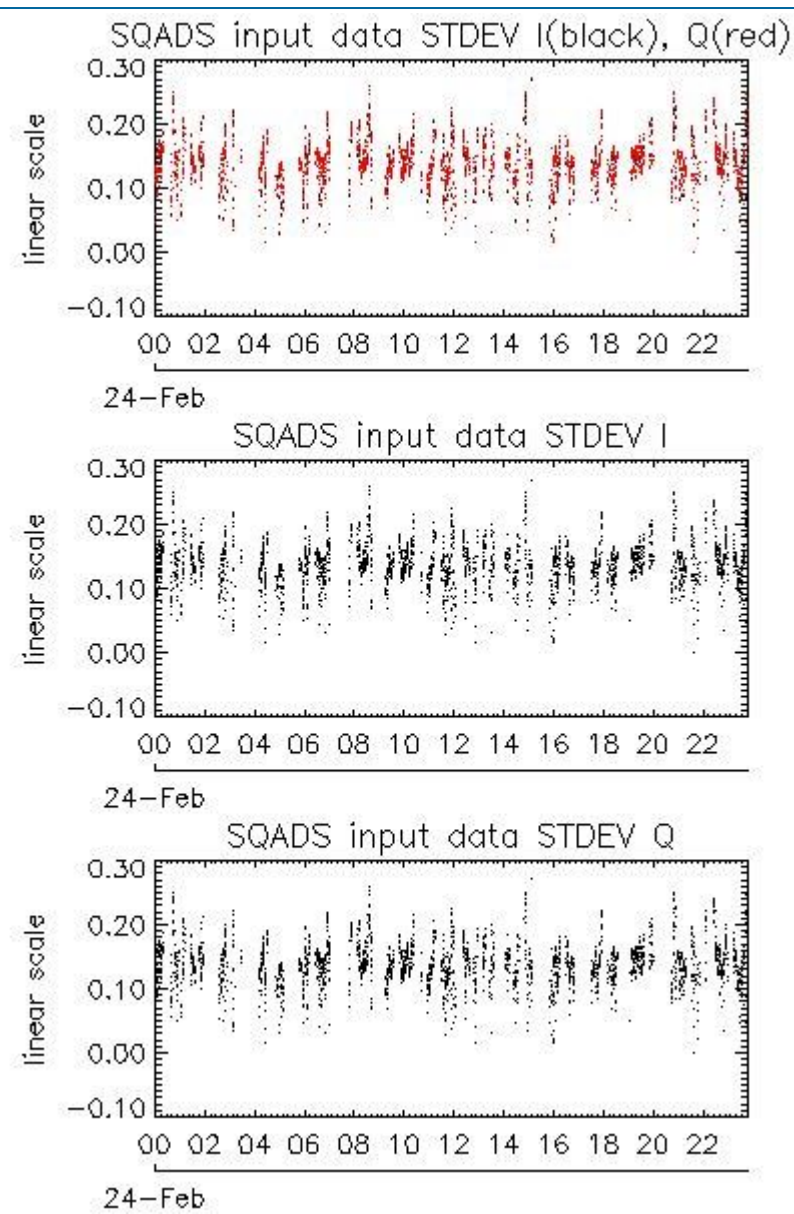 SQADS input data STDEV I(black), Q(red)
0.30
0.20
0.10
0.00
−0.10
linear scale
00 02 04 06 08 10 12 14 16 18 20 22
24−Feb
SQADS input data STDEV I
0.30
0.20
0.10
0.00
−0.10
linear scale
00 02 04 06 08 10 12 14 16 18 20 22
24−Feb
SQADS input data STDEV Q
0.30
0.20
0.10
0.00
−0.10
linear scale
00 02 04 06 08 10 12 14 16 18 20 22
24−Feb